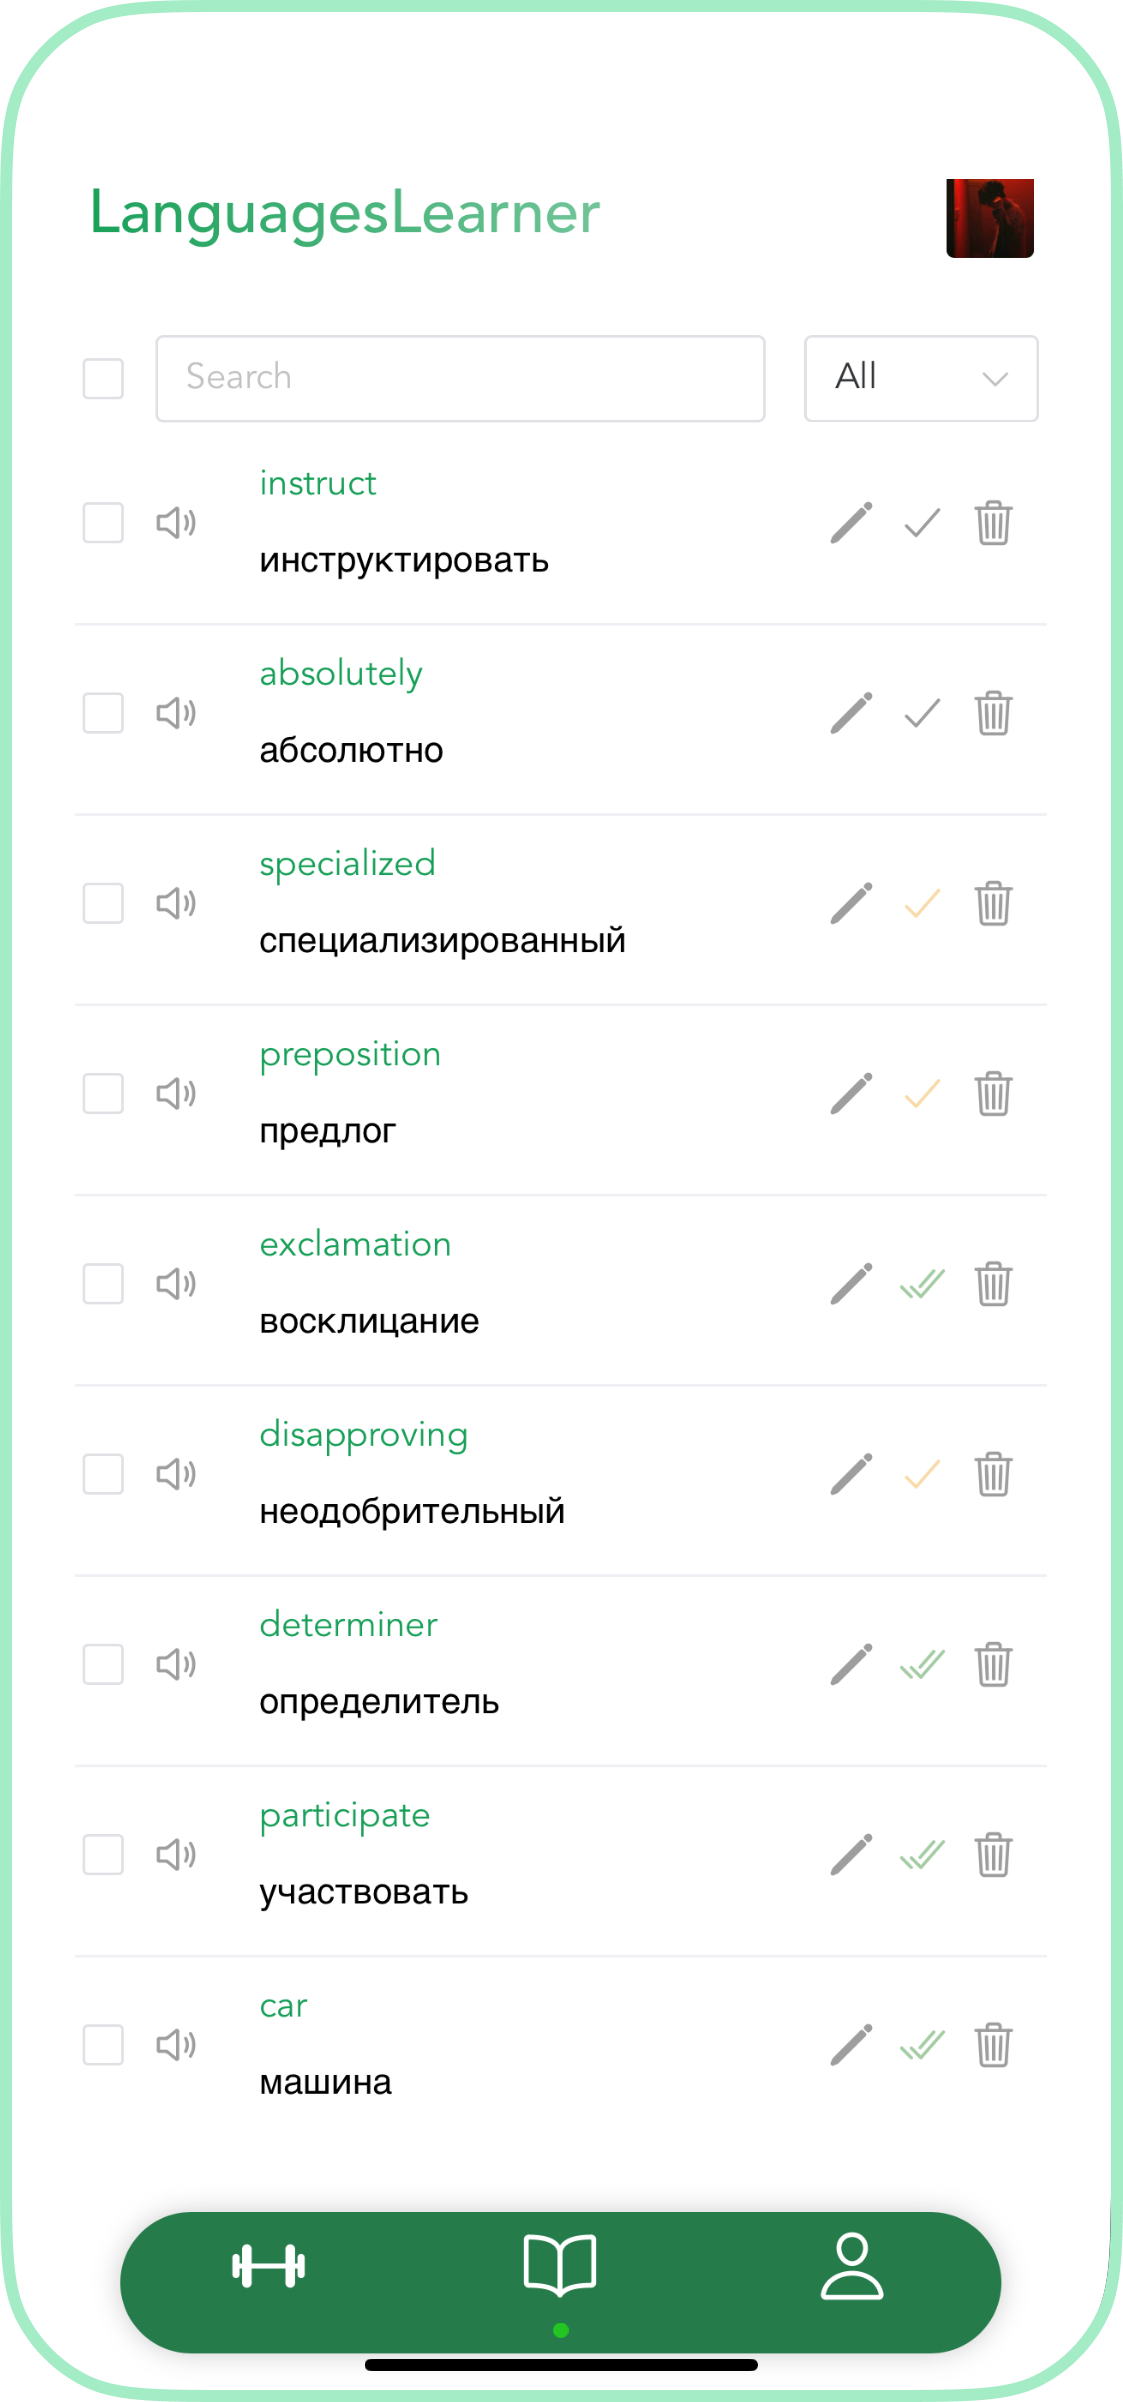 LanguagesLearner
Search
All
instruct
инструктировать
absolutely
абсолютно
specialized
специализированный
preposition
предлог
exclamation
восклицание
disapproving
неодобрительный
determiner
определитель
participate
участвовать
car
машина